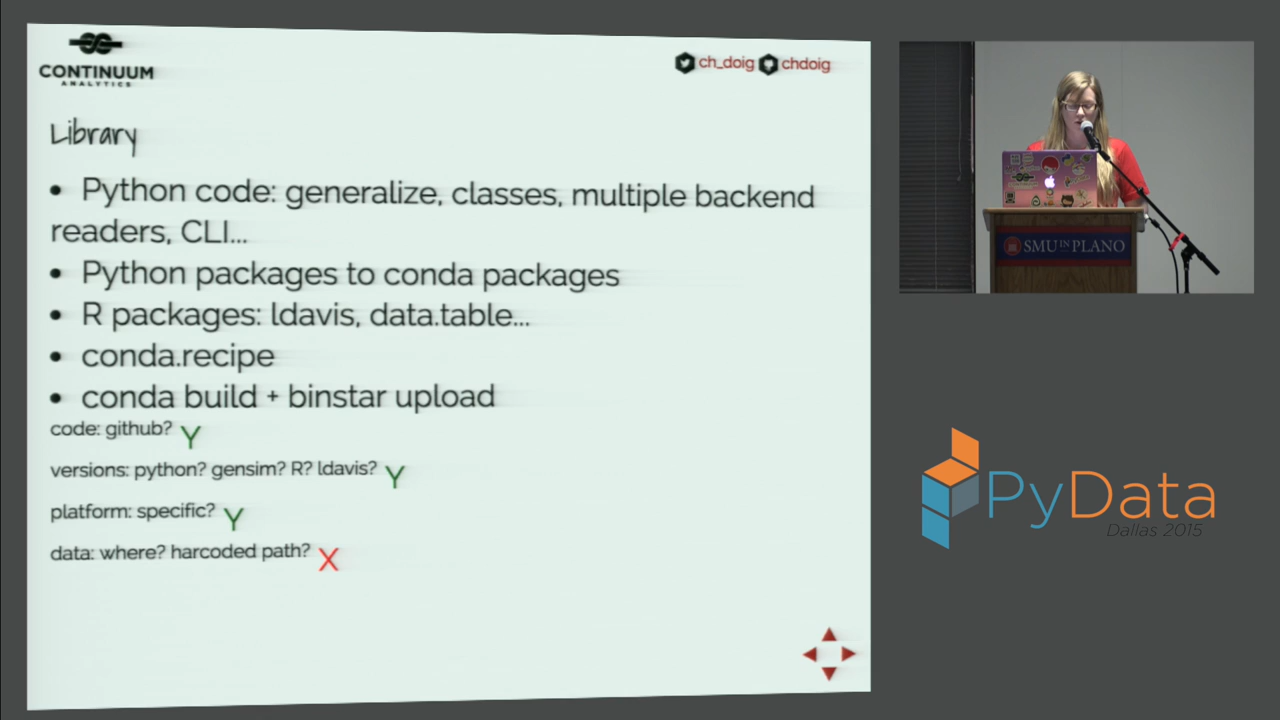 CONTINUUM
ANALYTICS
ch_doig chdoig
Library
• Python code: generalize, classes, multiple backend
readers, CLI...
• Python packages to conda packages
• R packages: ldavis, data.table...
• conda.recipe
• conda build + binstar upload
code: github? Y
versions: python? gensim? R? ldavis? Y
platform: specific? Y
data: where? harcoded path? X
SMU IN PLANO
PyData
Dallas 2015